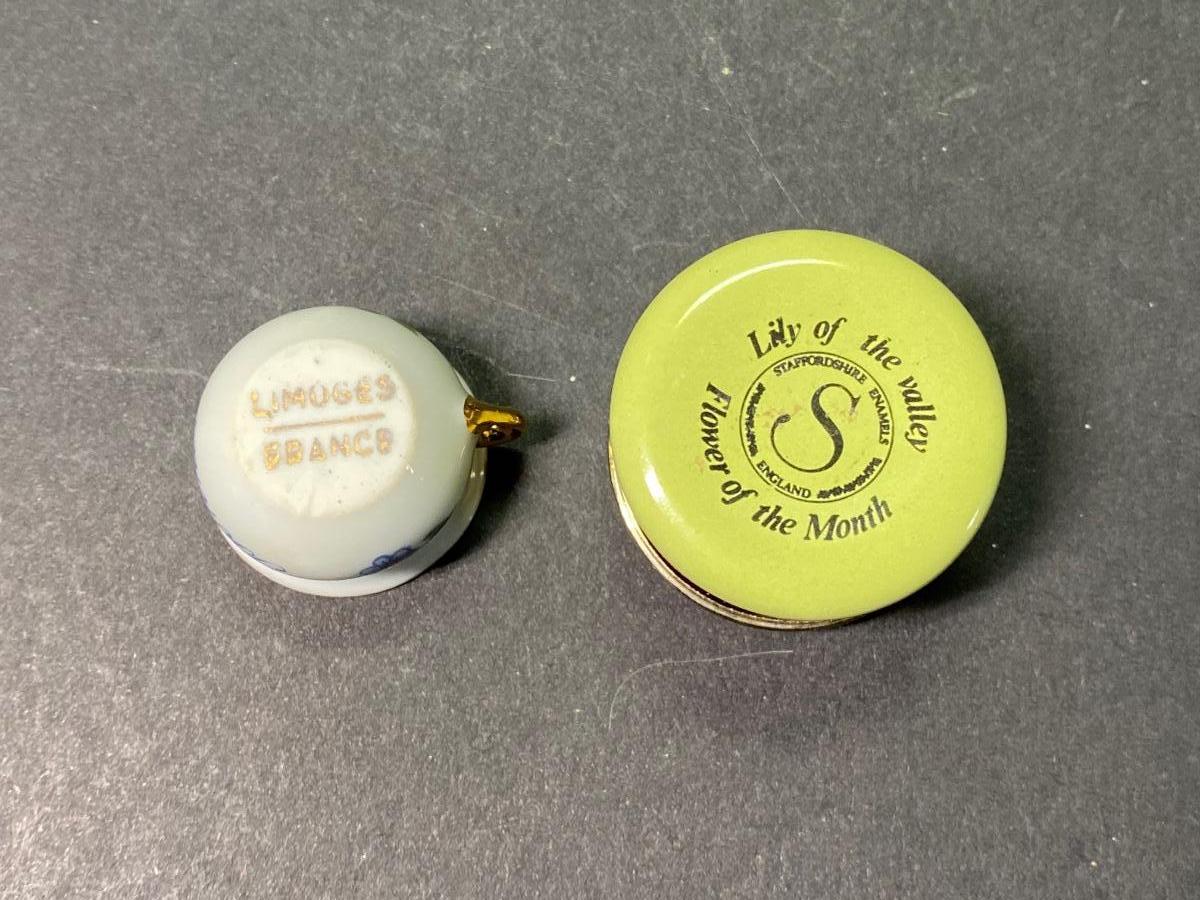 LIMOGES
FRANCE
Lily of the valley
Flower of the Month
STAFFORDSHIRE ENAMELS
ENGLAND
S